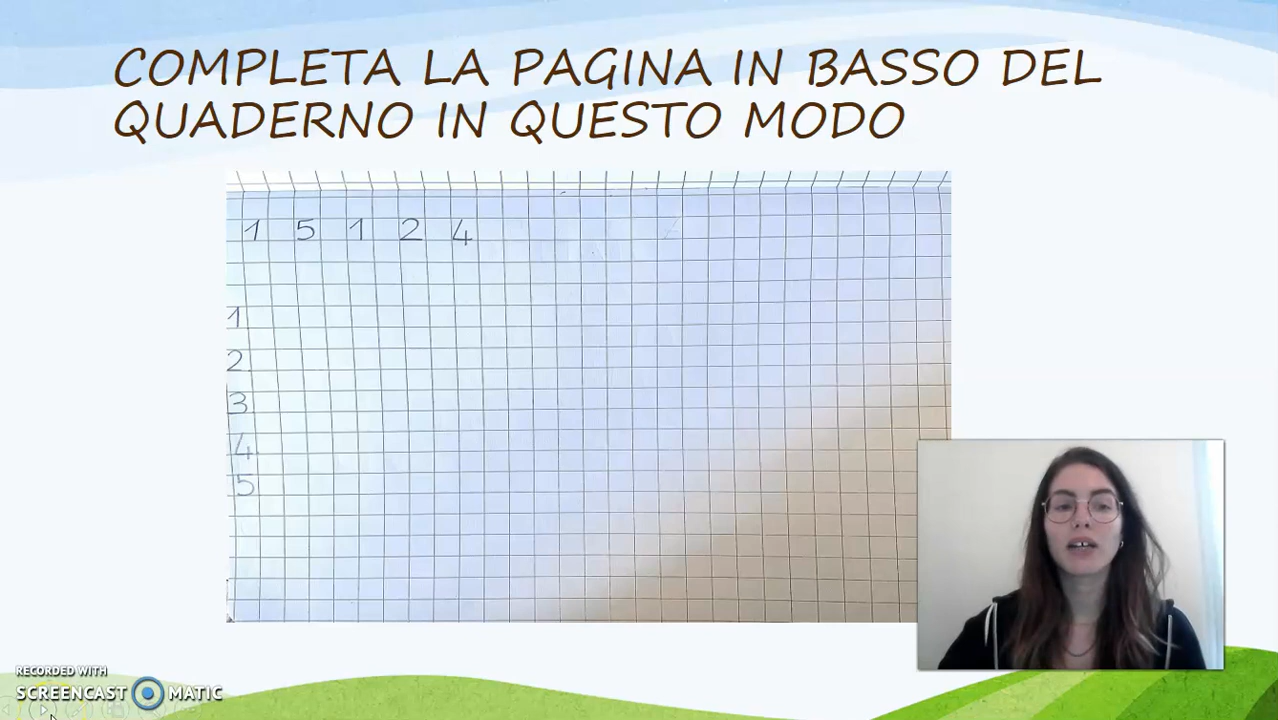 COMPLETA LA PAGINA IN BASSO DEL
QUADERNO IN QUESTO MODO
1 5 1 2 4
1
2
3
4
5
RECORDED WITH
SCREENCAST MATIC